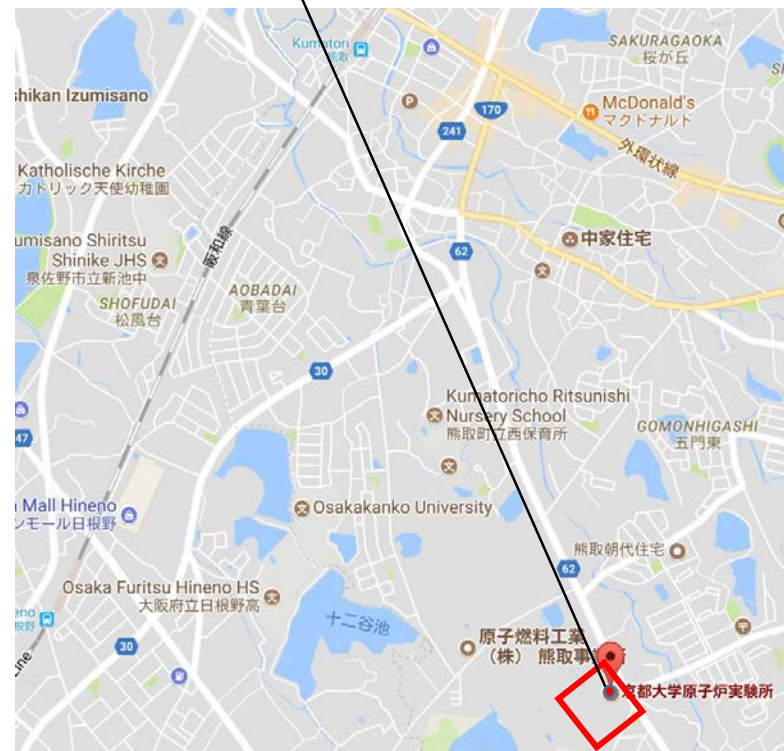 Kumatori
熊取
SAKURAGAOKA
桜が丘
shikan Izumisano
McDonald's
マクドナルド
170
241
外環状線
Katholische Kirche
カトリック天使幼稚園
umisano Shiritsu
Shinike JHS
泉佐野市立新池中
阪和線
62
中家住宅
SHOFUDAI
松風台
AOBADAI
青葉台
30
Kumatoricho Ritsunishi
Nursery School
熊取町立西保育所
GOMONHIGASHI
五門東
47
Mall Hineno
ンモール日根野
Osakakanko University
熊取朝代住宅
62
Osaka Furitsu Hineno HS
大阪府立日根野高
十二谷池
原子燃料工業
(株) 熊取事
所
eno
根野
30
Line
都大学原子炉実験所